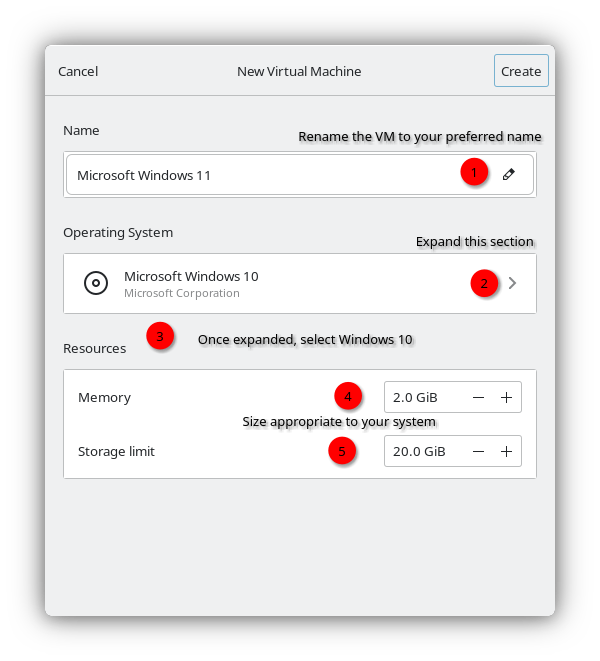 Cancel New Virtual Machine Create
Name
Rename the VM to your preferred name
Microsoft Windows 11 1
Operating System
Expand this section
Microsoft Windows 10
Microsoft Corporation
2
3 Once expanded, select Windows 10
Resources
Memory 4 2.0 GiB − +
Size appropriate to your system
Storage limit 5 20.0 GiB − +